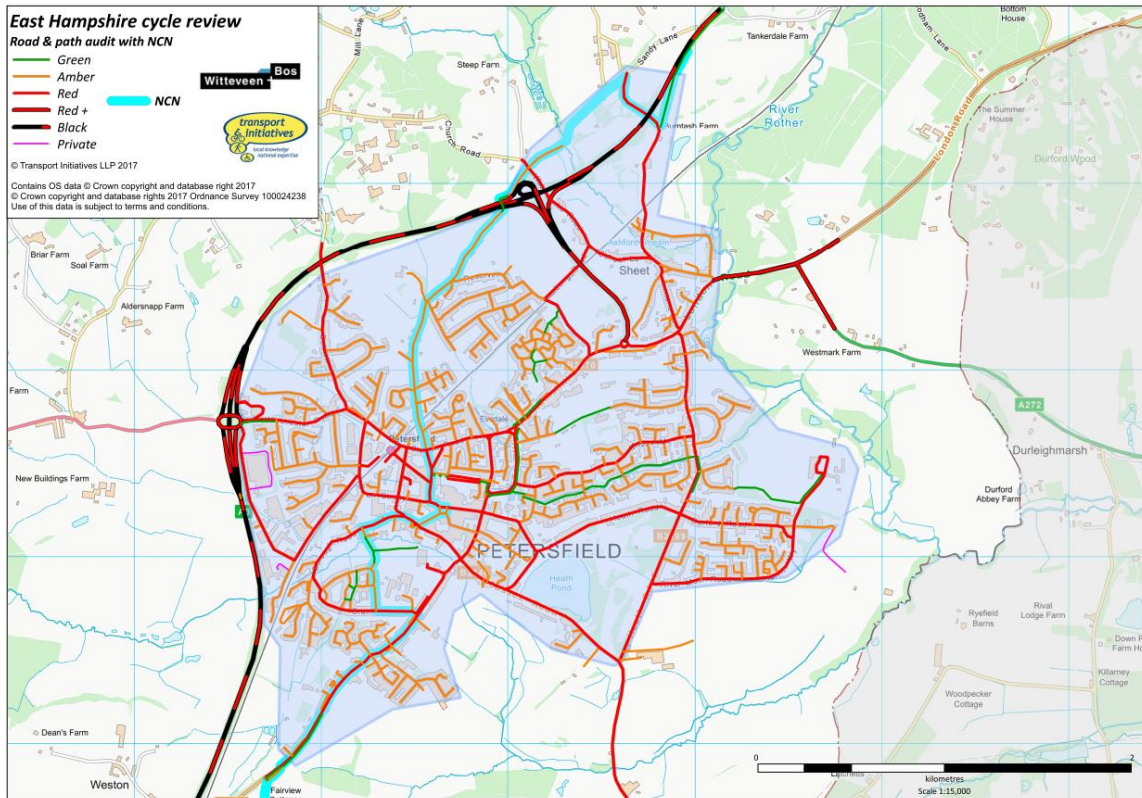 East Hampshire cycle review
Road & path audit with NCN
Green
Amber
Red
Red +
Black
Private
NCN
Witteveen + Bos
transport
initiatives
local knowledge
national expertise
© Transport Initiatives LLP 2017
Contains OS data © Crown copyright and database right 2017
© Crown copyright and database rights 2017 Ordnance Survey 100024238
Use of this data is subject to terms and conditions.
Mill Lane
Steep Farm
Church Road
Sandy Lane
Tankerdale Farm
Bottom
House
River
Rother
London Road
The Summer
House
Durford Wood
Briar Farm
Soal Farm
Aldersnapp Farm
Ashford Stream
Sheet
Westmark Farm
Farm
A272
Durleighmarsh
New Buildings Farm
Durford
Abbey Farm
PETERSFIELD
Heath
Pond
Ryefield
Barns
Rival
Lodge Farm
Killarney
Cottage
Woodpecker
Cottage
Dean's Farm
Weston
Fairview
0
2
kilometres
Scale 1:15,000